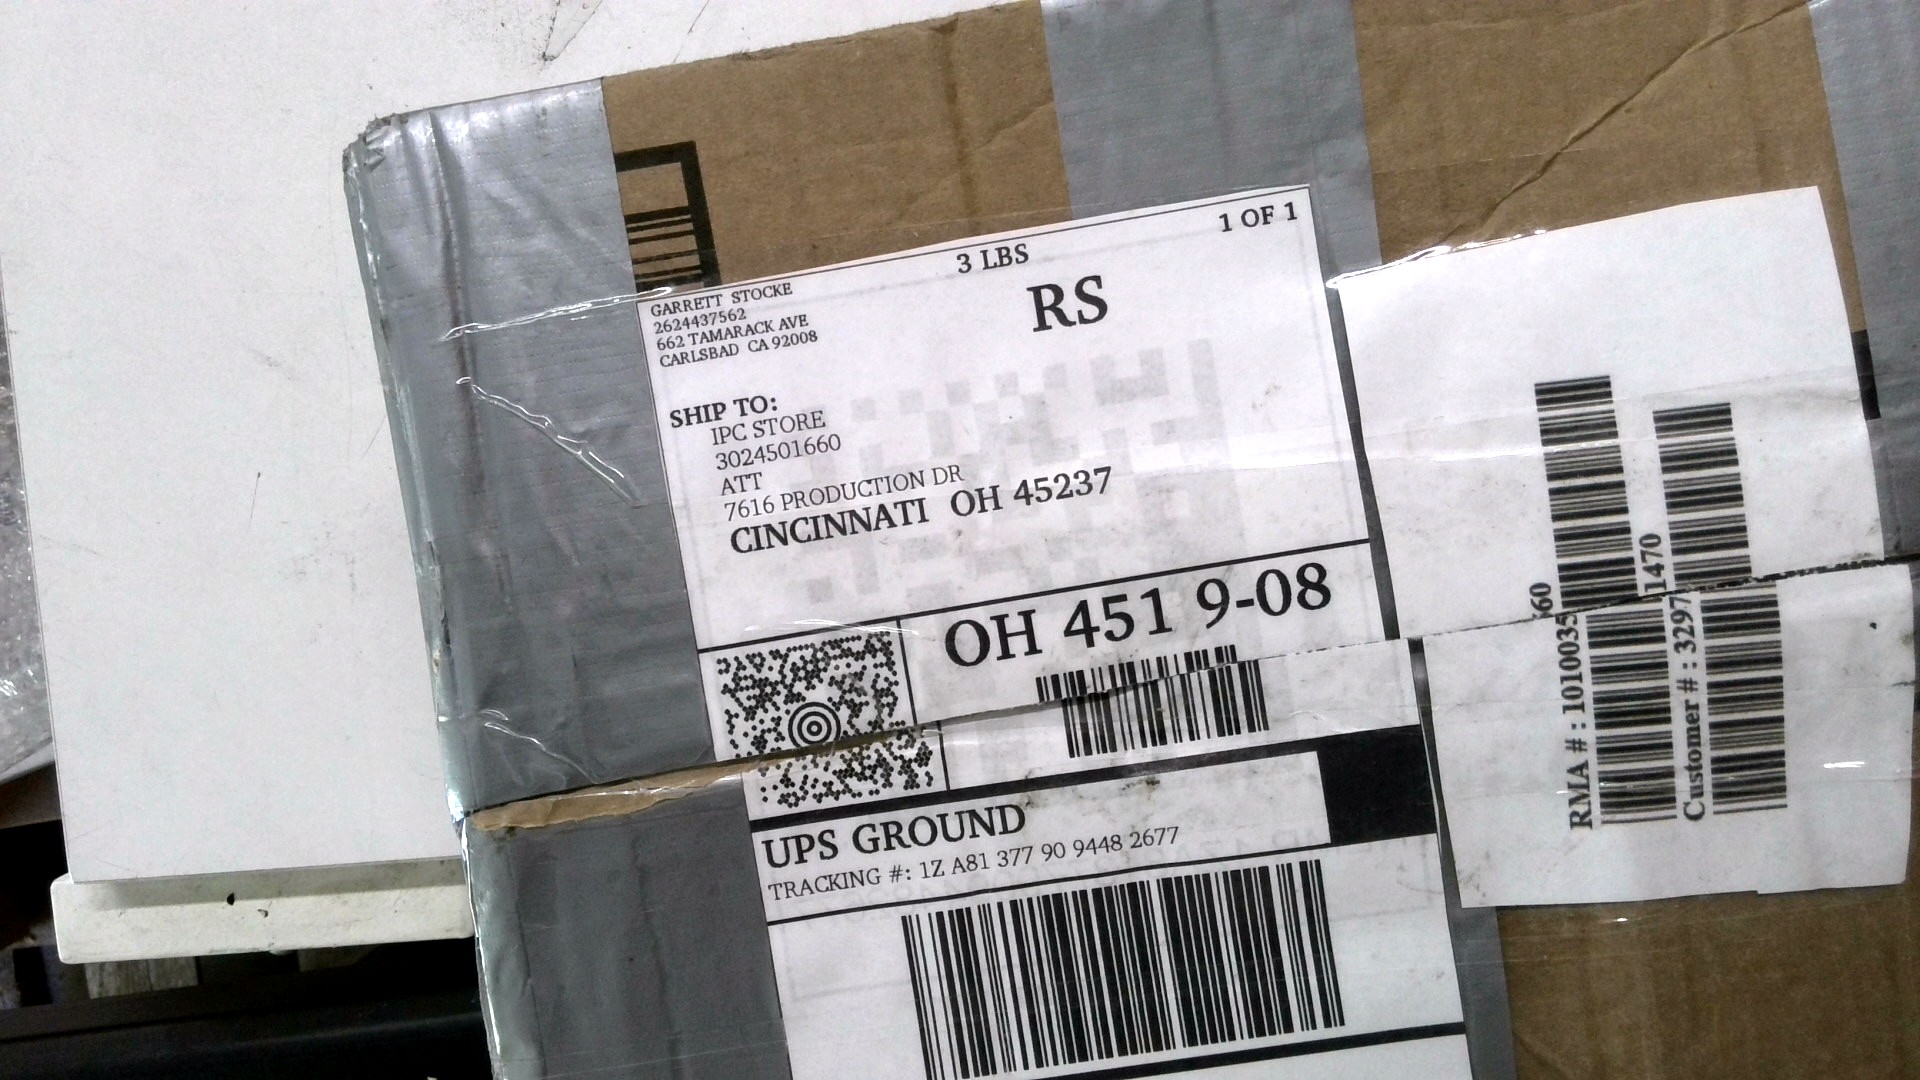 1 OF 1
3 LBS
RS
GARRETT STOCKE
2624437562
662 TAMARACK AVE
CARLSBAD CA 92008
SHIP TO:
IPC STORE
3024501660
ATT
7616 PRODUCTION DR
CINCINNATI OH 45237
OH 451 9-08
UPS GROUND
TRACKING #: 1Z A81 377 90 9448 2677
RMA # : 1010035
Customer # : 3297